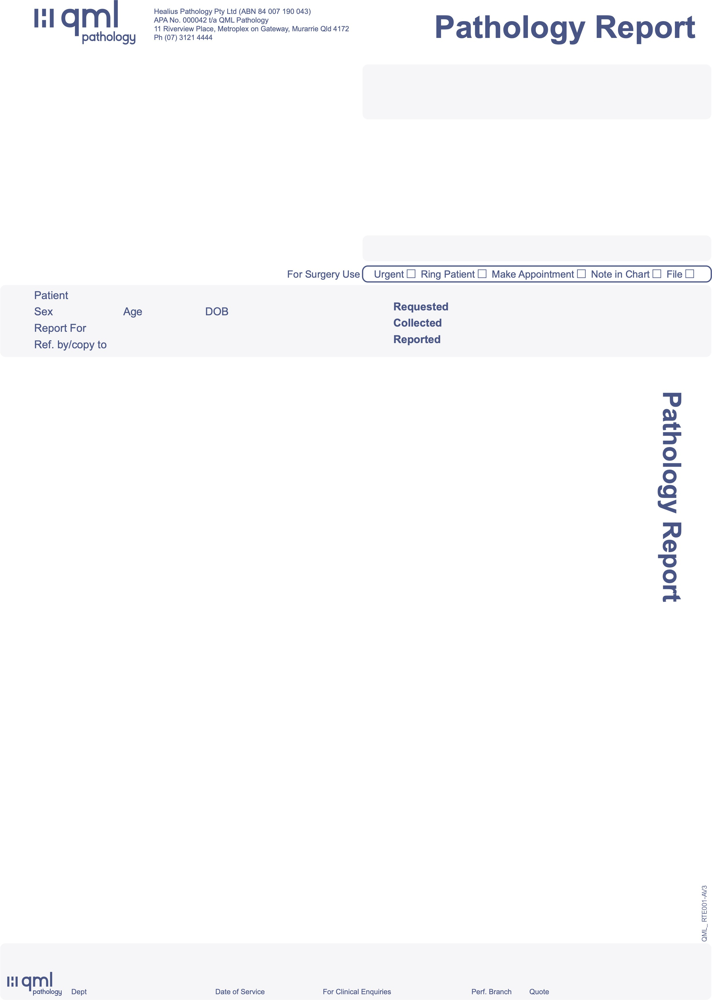 qml
pathology
Healius Pathology Pty Ltd (ABN 84 007 190 043)
APA No. 000042 t/a QML Pathology
11 Riverview Place, Metroplex on Gateway, Murarrie Qld 4172
Ph (07) 3121 4444
Pathology Report
For Surgery Use Urgent ☐ Ring Patient ☐ Make Appointment ☐ Note in Chart ☐ File ☐
Patient
Sex Age DOB
Report For
Ref. by/copy to
Requested
Collected
Reported
Pathology Report
QML_ RTE001-AV3
qml
pathology
Dept Date of Service For Clinical Enquiries Perf. Branch Quote